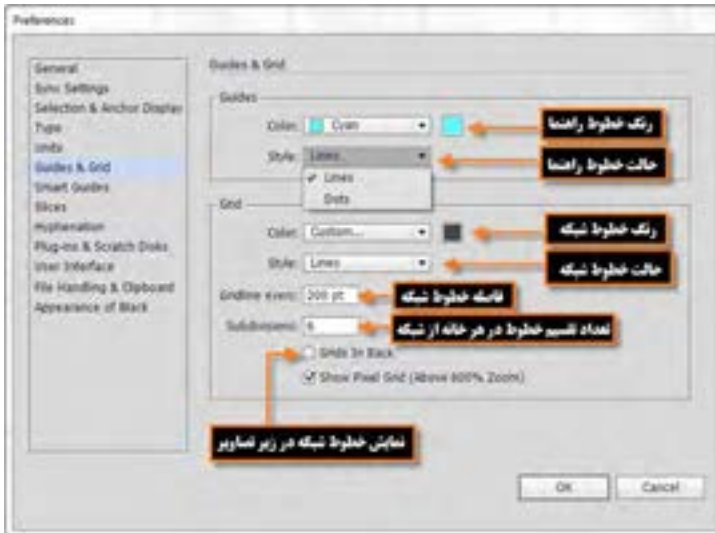 Preferences
General
Sync Settings
Selection & Anchor Display
Type
Units
Guides & Grid
Smart Guides
Slices
Hyphenation
Plug-ins & Scratch Disks
User Interface
File Handling & Clipboard
Appearance of Black
Guides & Grid
Guides
Color: Cyan
رنگ خطوط راهنما
Style: Lines
حالت خطوط راهنما
Lines
Dots
Grid
Color: Custom...
رنگ خطوط شبکه
Style: Lines
حالت خطوط شبکه
Gridline every: 200 pt
فاصله خطوط شبکه
Subdivisions: 6
تعداد تقسیم خطوط در هر خانه از شبکه
Grids In Back
Show Pixel Grid (Above 600% Zoom)
نمایش خطوط شبکه در زیر تصاویر
OK
Cancel